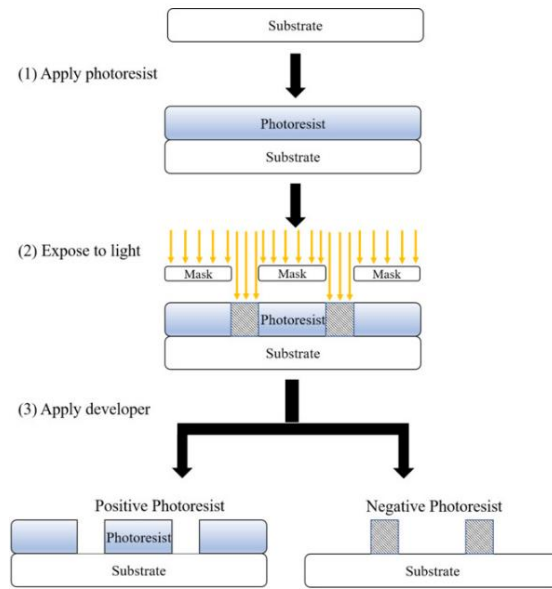 Substrate
(1) Apply photoresist
Photoresist
Substrate
(2) Expose to light
Mask Mask Mask
Photoresist
Substrate
(3) Apply developer
Positive Photoresist Negative Photoresist
Photoresist
Substrate Substrate